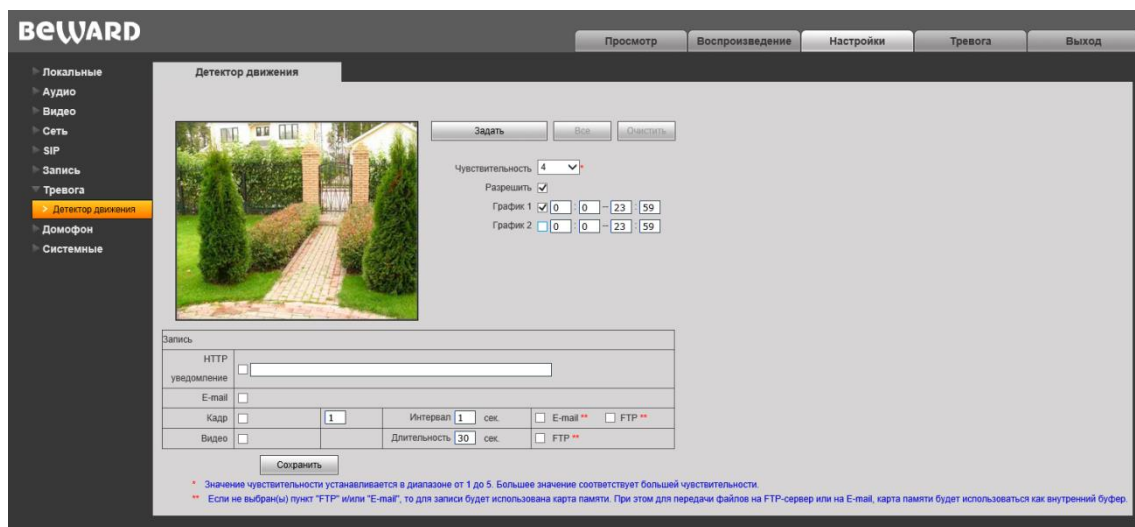 BEWARD
Просмотр Воспроизведение Настройки Тревога Выход
Локальные
Аудио
Видео
Сеть
SIP
Запись
Тревога
Детектор движения
Домофон
Системные
Детектор движения
Задать Все Очистить
Чувствительность 4 *
Разрешить
График 1 0 : 0 – 23 : 59
График 2 0 : 0 – 23 : 59
Запись
HTTP
уведомление
E-mail
Кадр 1 Интервал 1 сек. E-mail ** FTP **
Видео Длительность 30 сек. FTP **
Сохранить
* Значение чувствительности устанавливается в диапазоне от 1 до 5. Большее значение соответствует большей чувствительности.
** Если не выбран(ы) пункт "FTP" и/или "E-mail", то для записи будет использована карта памяти. При этом для передачи файлов на FTP-сервер или на E-mail, карта памяти будет использоваться как внутренний буфер.